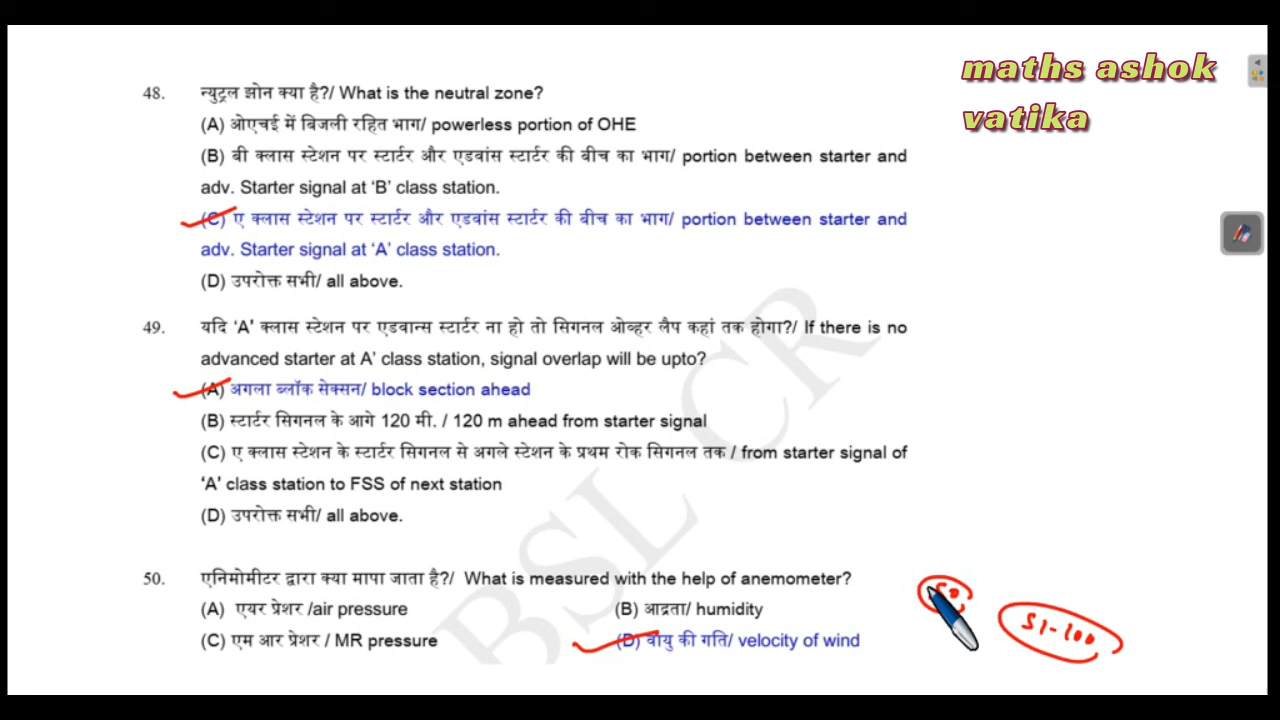 maths ashok
vatika
48. न्युट्रल झोन क्या है?/ What is the neutral zone?
(A) ओएचई में बिजली रहित भाग/ powerless portion of OHE
(B) बी क्लास स्टेशन पर स्टार्टर और एडवांस स्टार्टर की बीच का भाग/ portion between starter and
adv. Starter signal at ‘B’ class station.
(C) ए क्लास स्टेशन पर स्टार्टर और एडवांस स्टार्टर की बीच का भाग/ portion between starter and
adv. Starter signal at ‘A’ class station.
(D) उपरोक्त सभी/ all above.
49. यदि ‘A’ क्लास स्टेशन पर एडवान्स स्टार्टर ना हो तो सिगनल ओव्हर लैप कहां तक होगा?/ If there is no
advanced starter at A’ class station, signal overlap will be upto?
(A) अगला ब्लॉक सेक्सन/ block section ahead
(B) स्टार्टर सिगनल के आगे 120 मी. / 120 m ahead from starter signal
(C) ए क्लास स्टेशन के स्टार्टर सिगनल से अगले स्टेशन के प्रथम रोक सिगनल तक / from starter signal of
‘A’ class station to FSS of next station
(D) उपरोक्त सभी/ all above.
50. एनिमोमीटर द्वारा क्या मापा जाता है?/ What is measured with the help of anemometer?
(A) एयर प्रेशर /air pressure (B) आद्रता/ humidity
(C) एम आर प्रेशर / MR pressure (D) वायु की गति/ velocity of wind
50
51-100
BSL CR